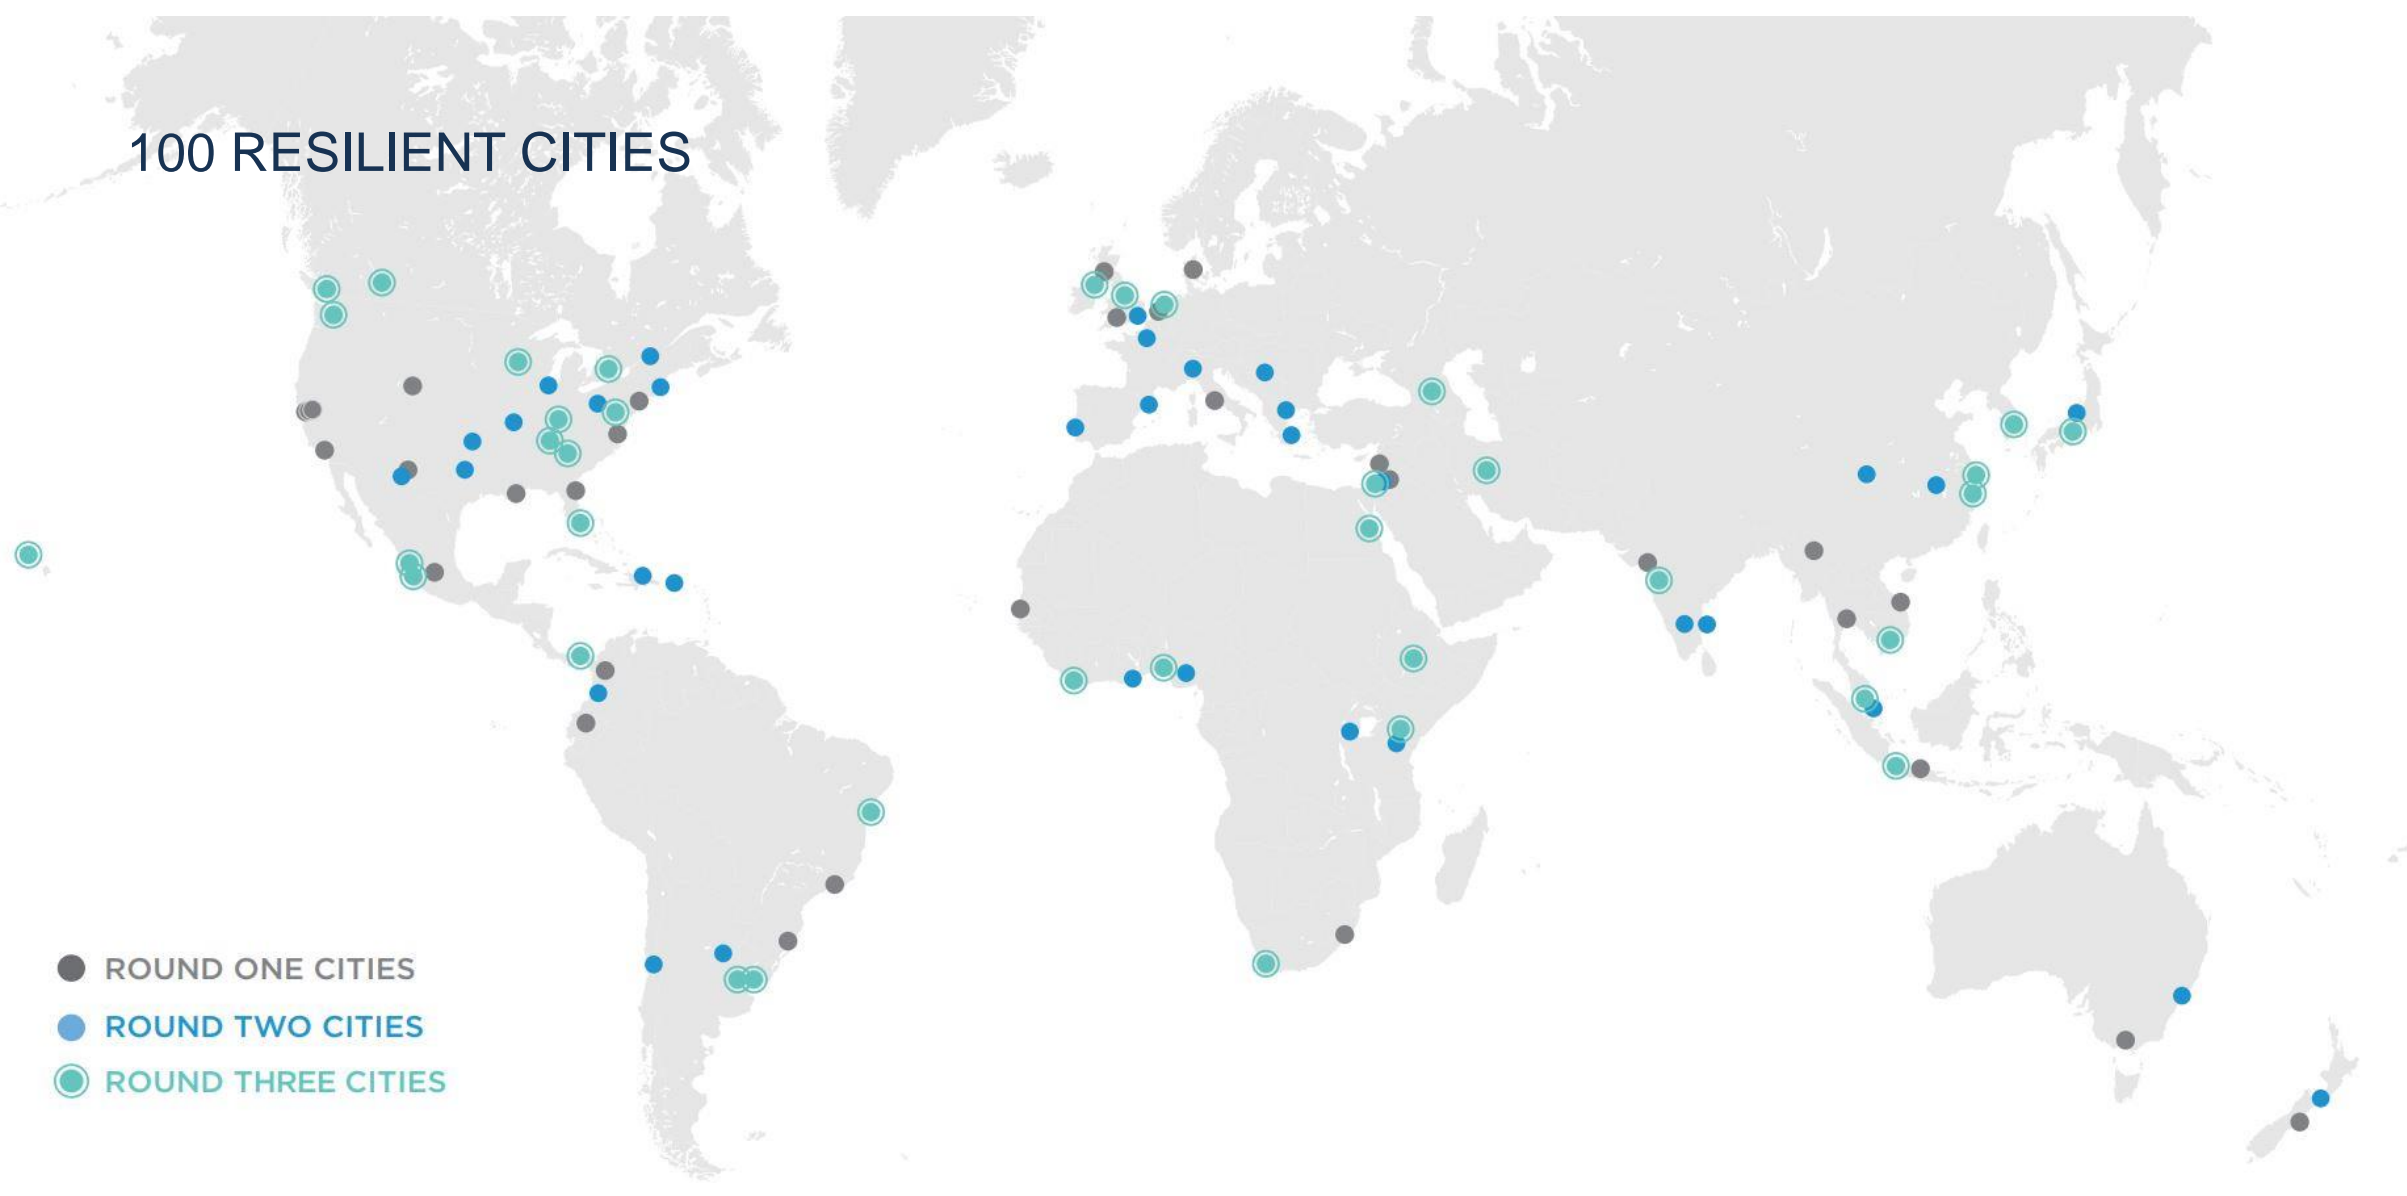 100 RESILIENT CITIES
ROUND ONE CITIES
ROUND TWO CITIES
ROUND THREE CITIES